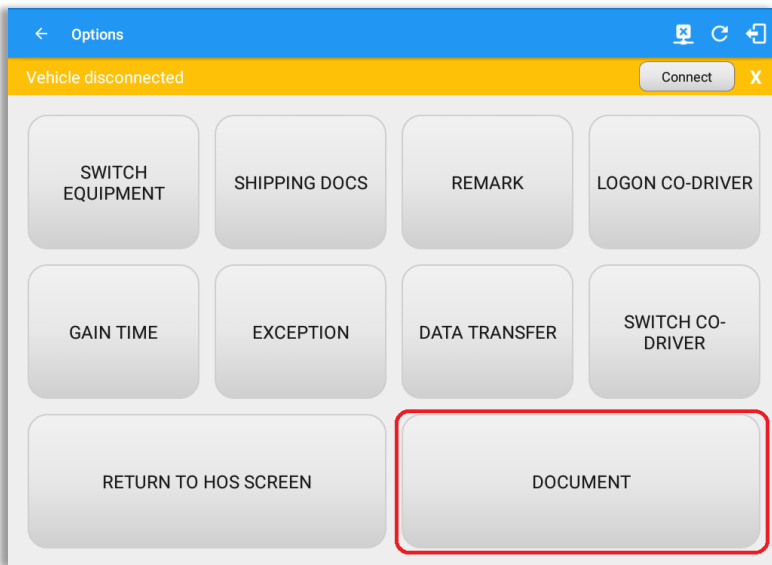 Options
Vehicle disconnected
Connect
X
SWITCH
EQUIPMENT
SHIPPING DOCS
REMARK
LOGON CO-DRIVER
GAIN TIME
EXCEPTION
DATA TRANSFER
SWITCH CO-
DRIVER
RETURN TO HOS SCREEN
DOCUMENT